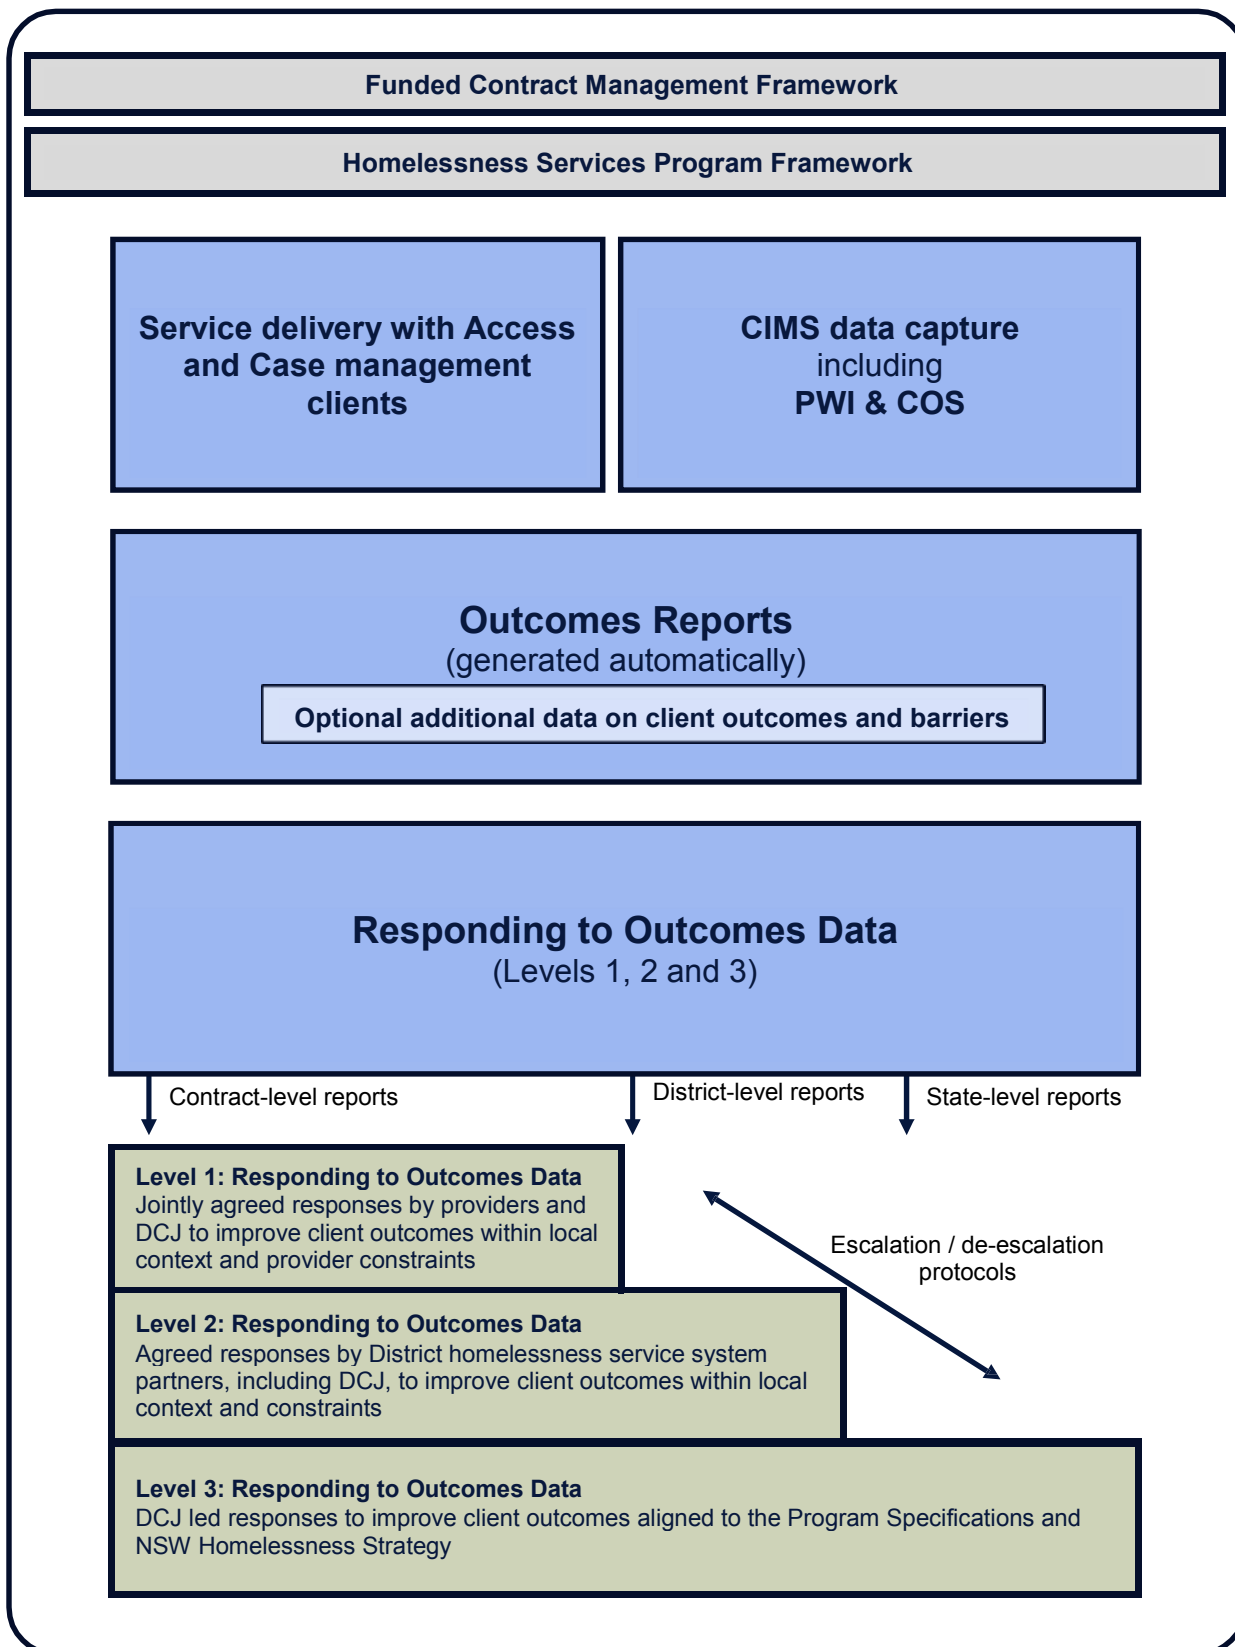 Funded Contract Management Framework
Homelessness Services Program Framework
Service delivery with Access
and Case management
clients
CIMS data capture
including
PWI & COS
Outcomes Reports
(generated automatically)
Optional additional data on client outcomes and barriers
Responding to Outcomes Data
(Levels 1, 2 and 3)
Contract-level reports
District-level reports
State-level reports
Level 1: Responding to Outcomes Data
Jointly agreed responses by providers and
DCJ to improve client outcomes within local
context and provider constraints
Escalation / de-escalation
protocols
Level 2: Responding to Outcomes Data
Agreed responses by District homelessness service system
partners, including DCJ, to improve client outcomes within local
context and constraints
Level 3: Responding to Outcomes Data
DCJ led responses to improve client outcomes aligned to the Program Specifications and
NSW Homelessness Strategy